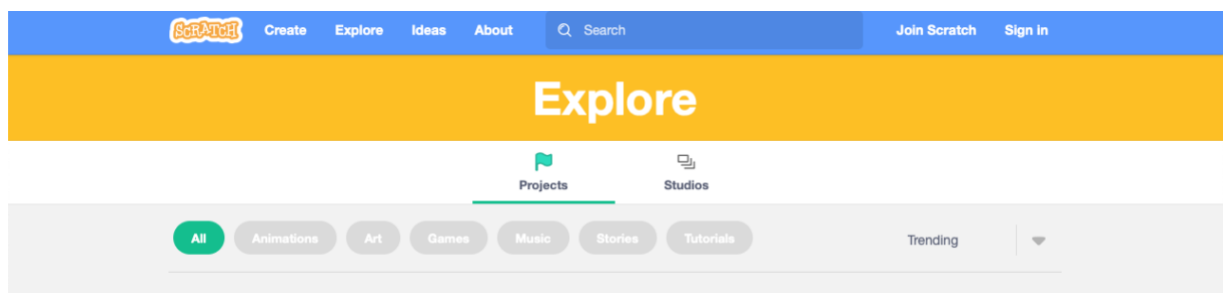 SCRATCH Create Explore Ideas About Search Join Scratch Sign in
Explore
Projects Studios
All Animations Art Games Music Stories Tutorials Trending